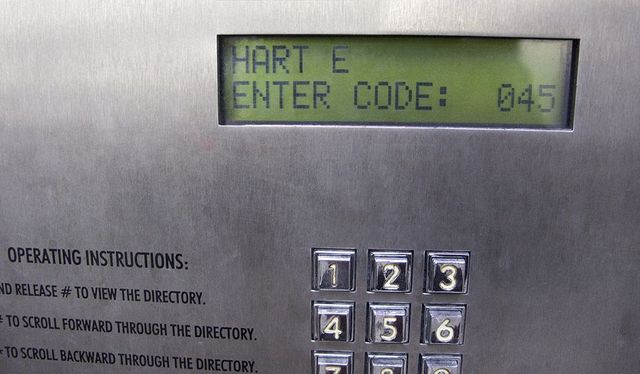 HART E
ENTER CODE: 045
OPERATING INSTRUCTIONS:
ND RELEASE # TO VIEW THE DIRECTORY.
# TO SCROLL FORWARD THROUGH THE DIRECTORY.
* TO SCROLL BACKWARD THROUGH THE DIRECTORY.
1 2 3
4 5 6